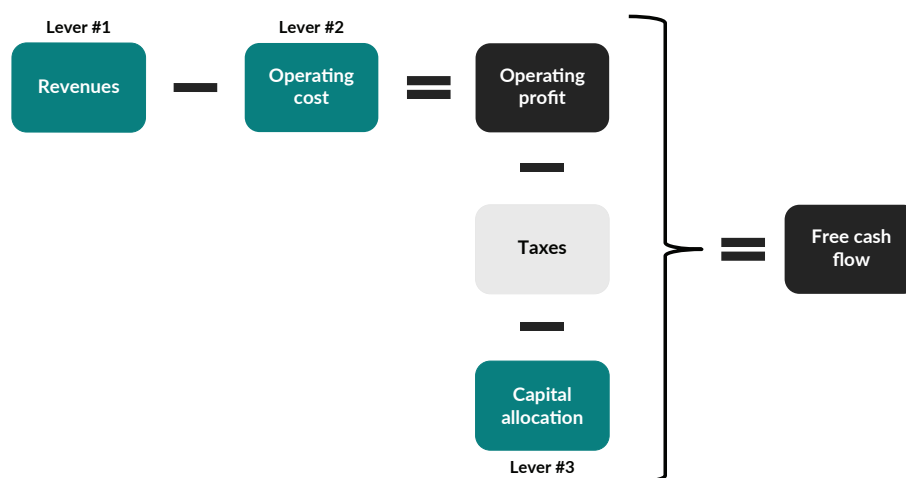 Lever #1
Lever #2
Revenues
Operating
cost
Operating
profit
Taxes
Free cash
flow
Capital
allocation
Lever #3